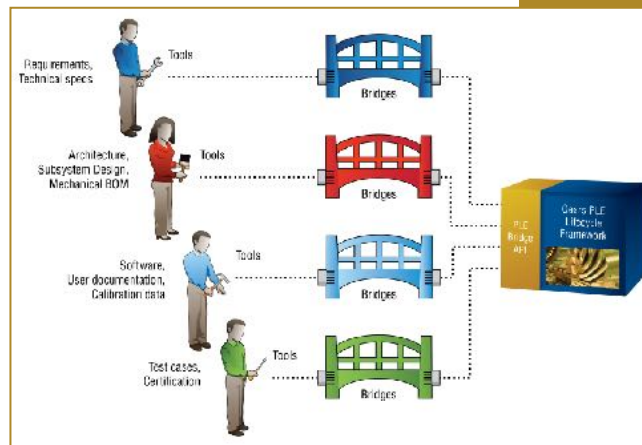 Requirements,
Technical specs
Tools
Bridges
Architecture,
Subsystem Design,
Mechanical BOM
Tools
Bridges
Software,
User documentation,
Calibration data
Tools
Bridges
Test cases,
Certification
Tools
Bridges
PLE
Bridge
API
Gears PLE
Lifecycle
Framework